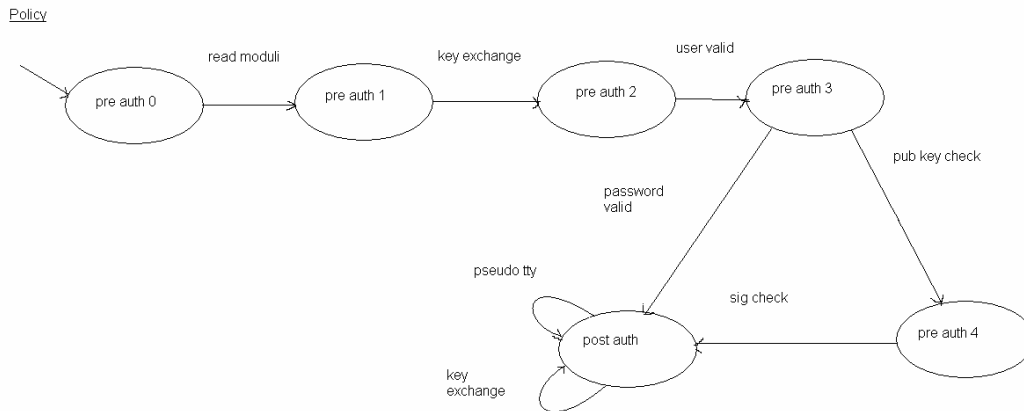 Policy
read moduli
key exchange
user valid
pre auth 0
pre auth 1
pre auth 2
pre auth 3
pub key check
password
valid
pseudo tty
sig check
post auth
pre auth 4
key
exchange